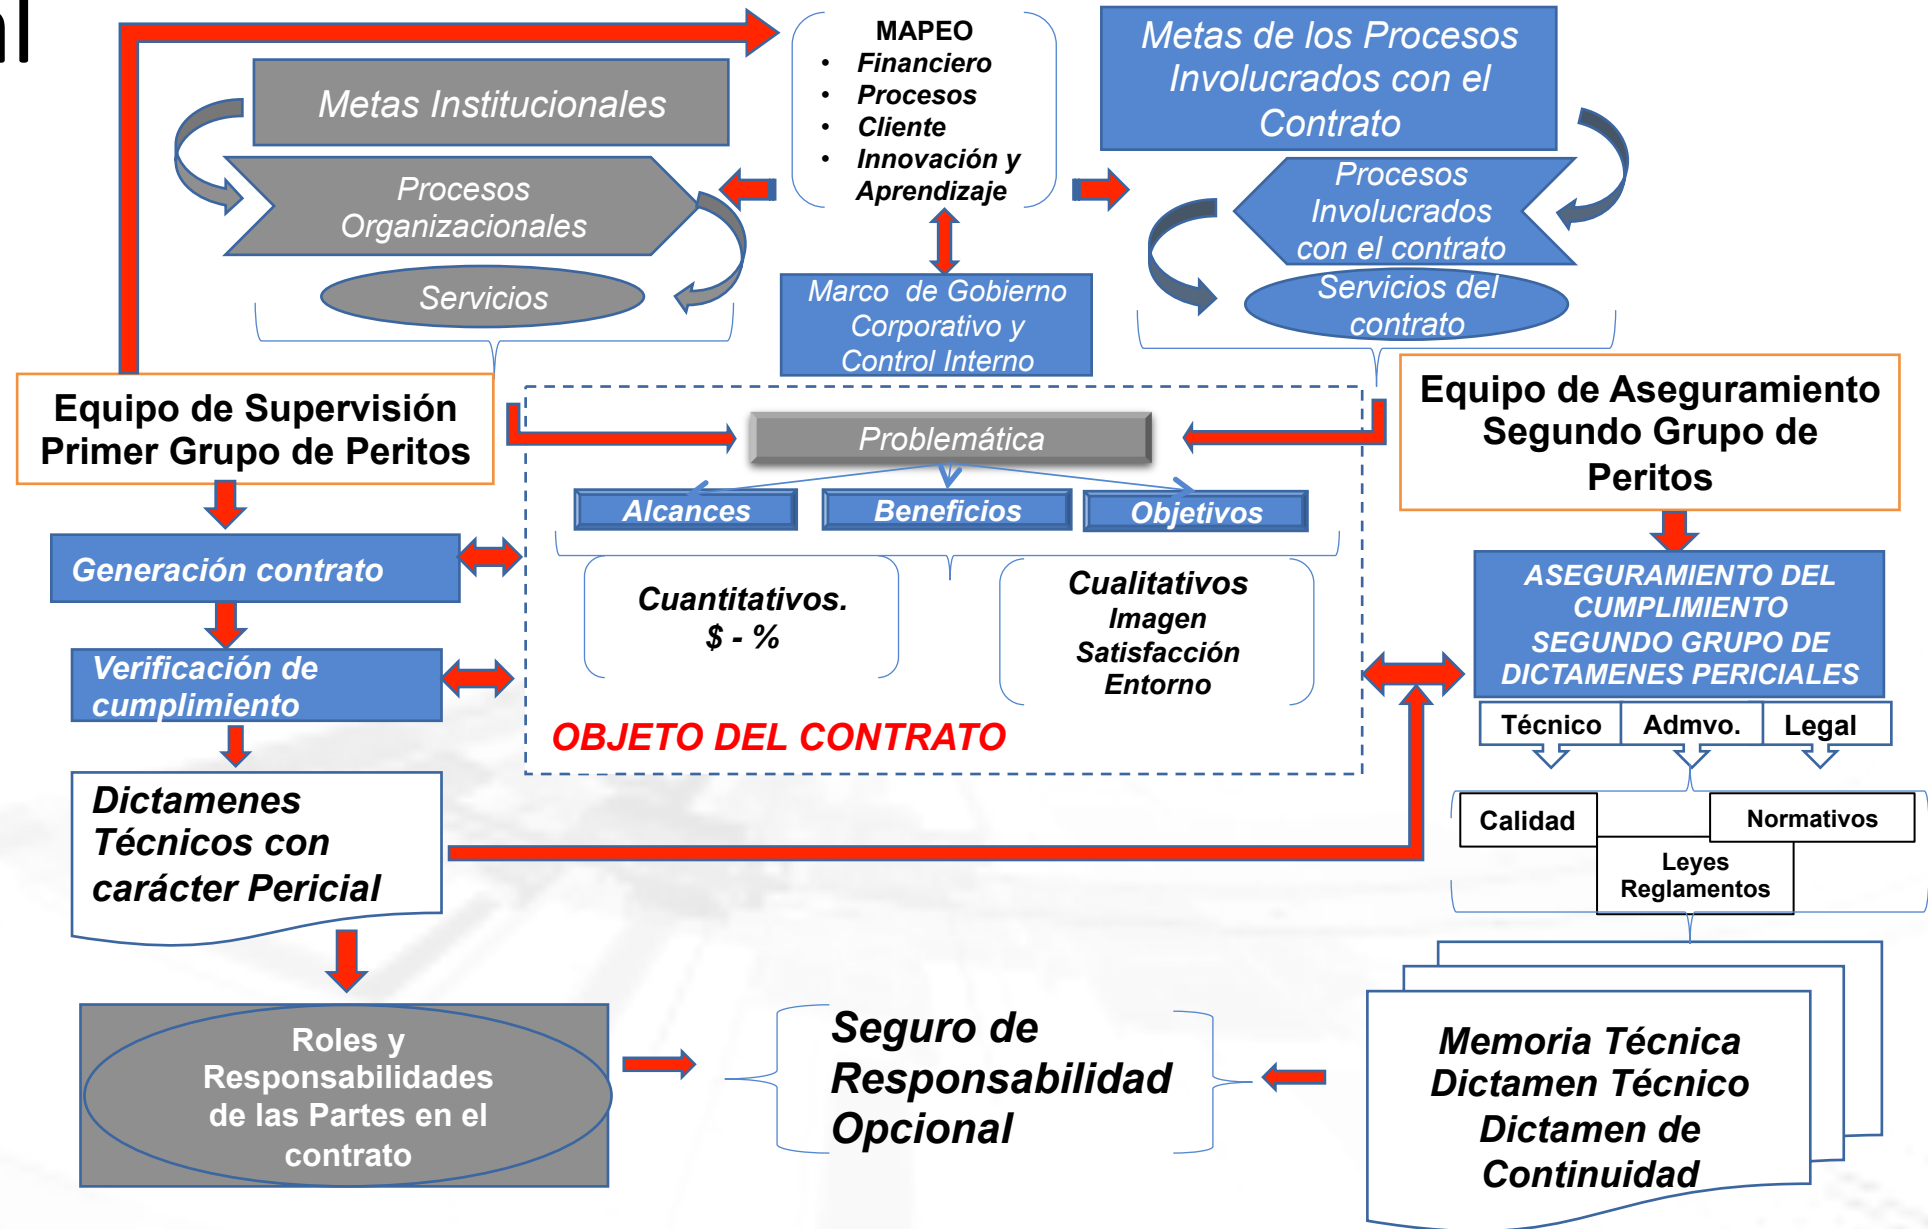 al
MAPEO
• Financiero
• Procesos
• Cliente
• Innovación y
Aprendizaje
Metas Institucionales
Procesos
Organizacionales
Servicios
Metas de los Procesos
Involucrados con el
Contrato
Procesos
Involucrados
con el contrato
Servicios del
contrato
Marco de Gobierno
Corporativo y
Control Interno
Equipo de Supervisión
Primer Grupo de Peritos
Problemática
Alcances
Beneficios
Objetivos
Cuantitativos.
$ - %
Cualitativos
Imagen
Satisfacción
Entorno
OBJETO DEL CONTRATO
Equipo de Aseguramiento
Segundo Grupo de
Peritos
Generación contrato
Verificación de
cumplimiento
Dictamenes
Técnicos con
carácter Pericial
ASEGURAMIENTO DEL
CUMPLIMIENTO
SEGUNDO GRUPO DE
DICTAMENES PERICIALES
Técnico
Admvo.
Legal
Calidad
Normativos
Leyes
Reglamentos
Roles y
Responsabilidades
de las Partes en el
contrato
Seguro de
Responsabilidad
Opcional
Memoria Técnica
Dictamen Técnico
Dictamen de
Continuidad